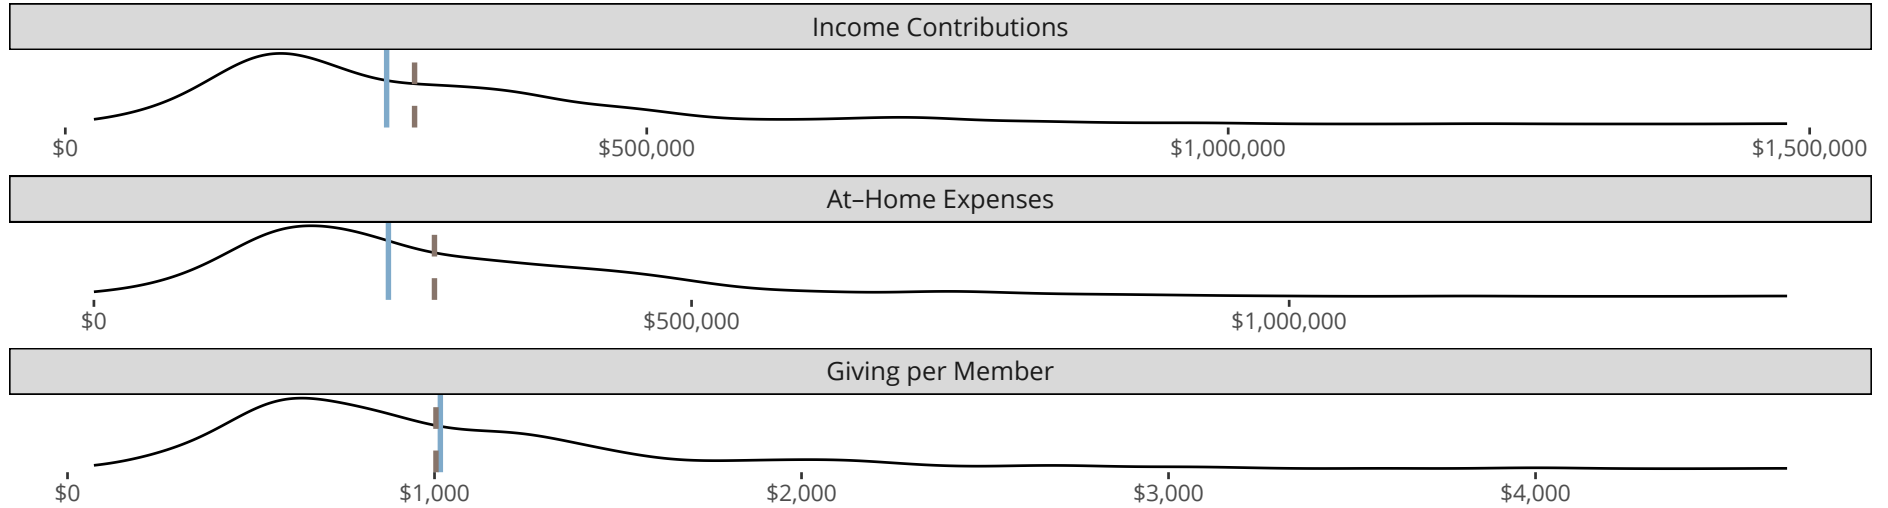 Income Contributions
$0 $500,000 $1,000,000 $1,500,000
At–Home Expenses
$0 $500,000 $1,000,000
Giving per Member
$0 $1,000 $2,000 $3,000 $4,000